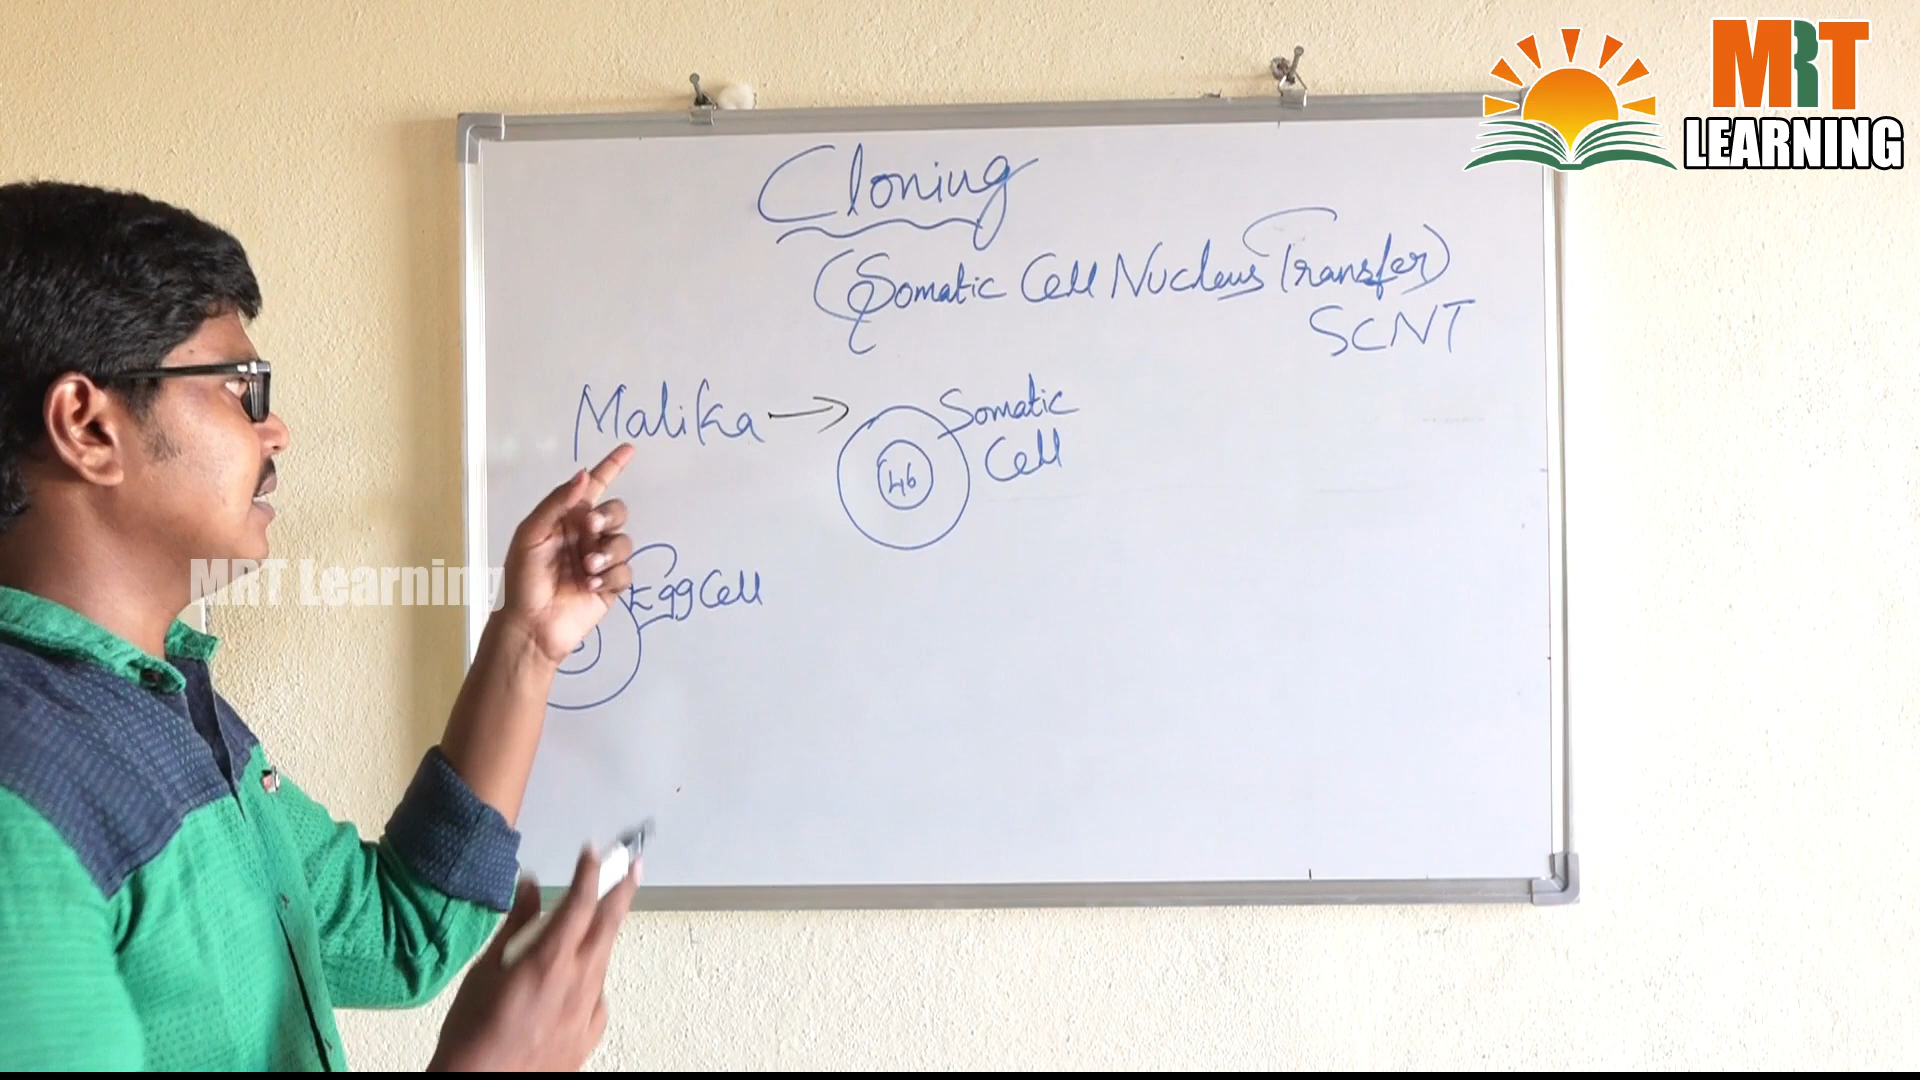 MRT
LEARNING
Cloning
(Somatic Cell Nucleus Transfer)
SCNT
Malika → Somatic
Cell
46
Egg Cell
MRT Learning